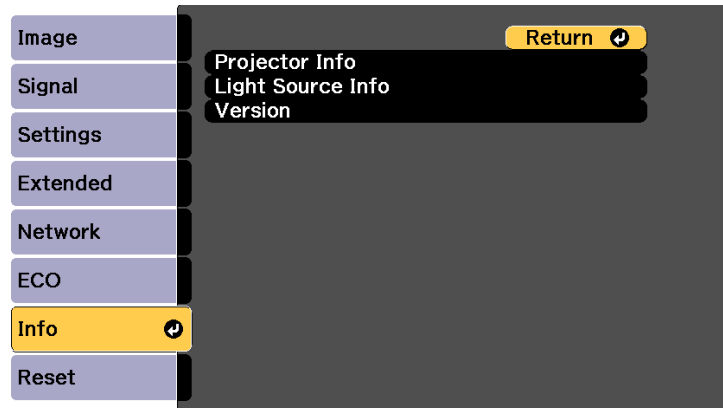 Image
Signal
Settings
Extended
Network
ECO
Info
Reset
Return
Projector Info
Light Source Info
Version